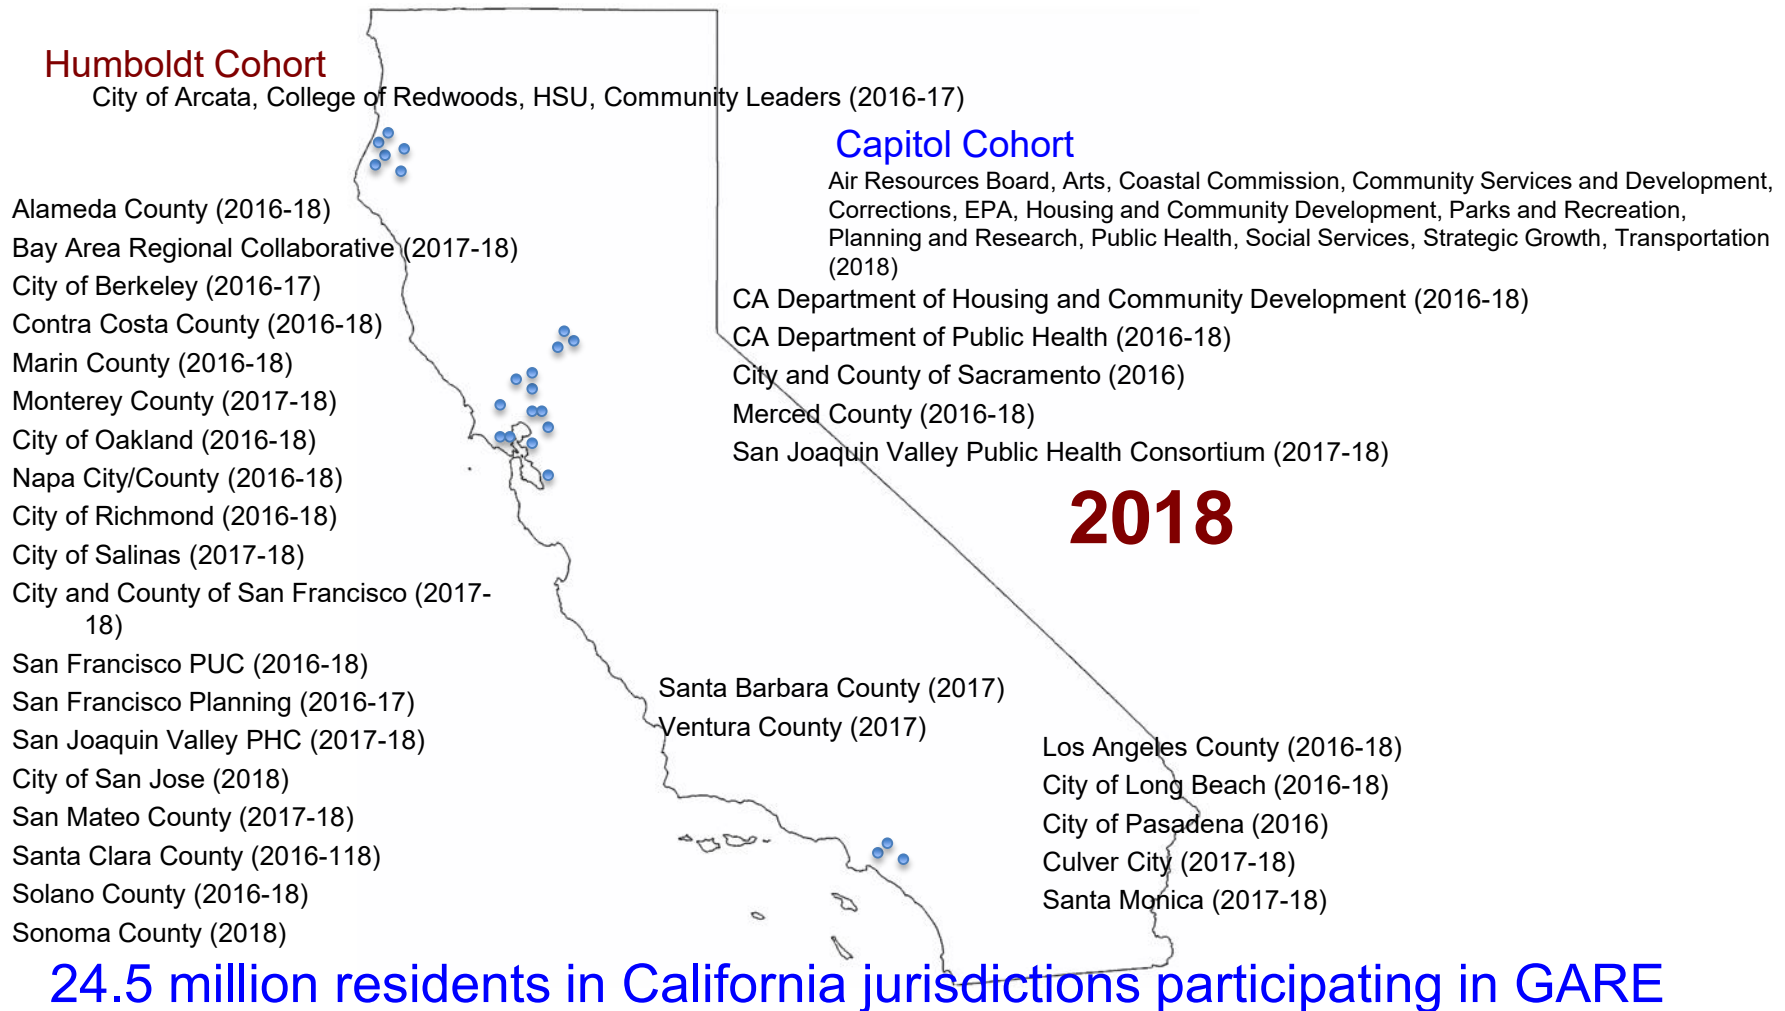 Humboldt Cohort
City of Arcata, College of Redwoods, HSU, Community Leaders (2016-17)
Capitol Cohort
Air Resources Board, Arts, Coastal Commission, Community Services and Development,
Corrections, EPA, Housing and Community Development, Parks and Recreation,
Planning and Research, Public Health, Social Services, Strategic Growth, Transportation
(2018)
Alameda County (2016-18)
Bay Area Regional Collaborative (2017-18)
City of Berkeley (2016-17)
Contra Costa County (2016-18)
Marin County (2016-18)
Monterey County (2017-18)
City of Oakland (2016-18)
Napa City/County (2016-18)
City of Richmond (2016-18)
City of Salinas (2017-18)
City and County of San Francisco (2017-
18)
San Francisco PUC (2016-18)
San Francisco Planning (2016-17)
San Joaquin Valley PHC (2017-18)
City of San Jose (2018)
San Mateo County (2017-18)
Santa Clara County (2016-118)
Solano County (2016-18)
Sonoma County (2018)
CA Department of Housing and Community Development (2016-18)
CA Department of Public Health (2016-18)
City and County of Sacramento (2016)
Merced County (2016-18)
San Joaquin Valley Public Health Consortium (2017-18)
2018
Santa Barbara County (2017)
Ventura County (2017)
Los Angeles County (2016-18)
City of Long Beach (2016-18)
City of Pasadena (2016)
Culver City (2017-18)
Santa Monica (2017-18)
24.5 million residents in California jurisdictions participating in GARE